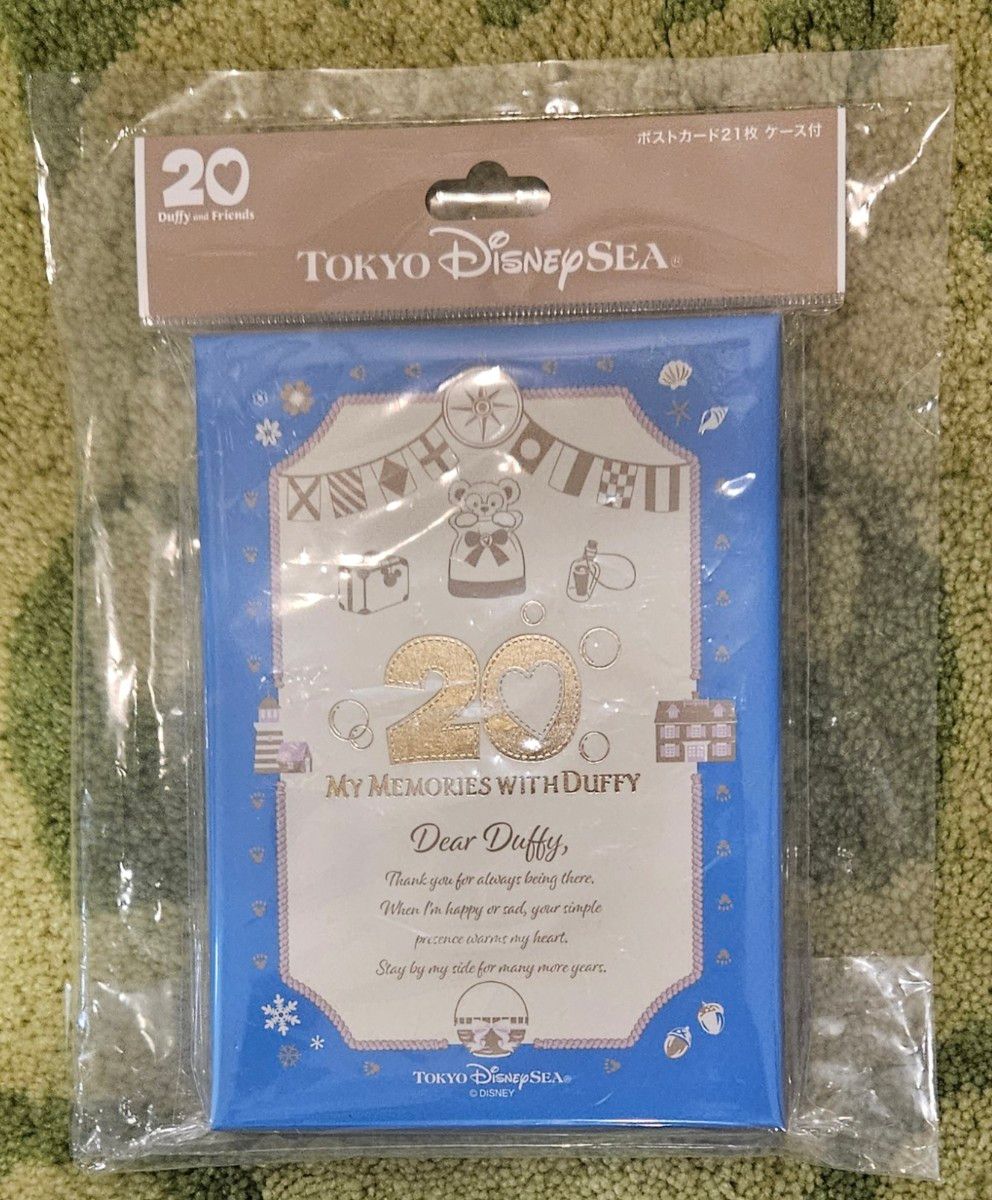 ポストカード21枚 ケース付
20
Duffy and Friends
TOKYO DISNEYSEA®
20
MY MEMORIES WITH DUFFY
Dear Duffy,
Thank you for always being there.
When I'm happy or sad, your simple
presence warms my heart.
Stay by my side for many more years.
TOKYO DISNEYSEA®
© DISNEY